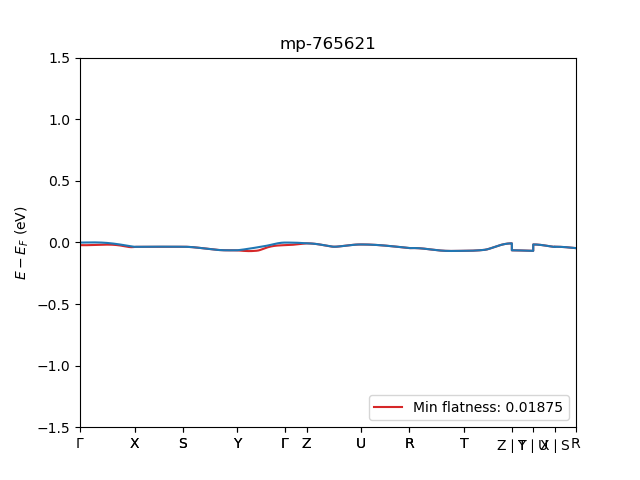 mp-765621
1.5
1.0
0.5
0.0
−0.5
−1.0
−1.5
E − E_F (eV)
Min flatness: 0.01875
Γ X S Y Γ Z U R T Z | T Y | U X | S R